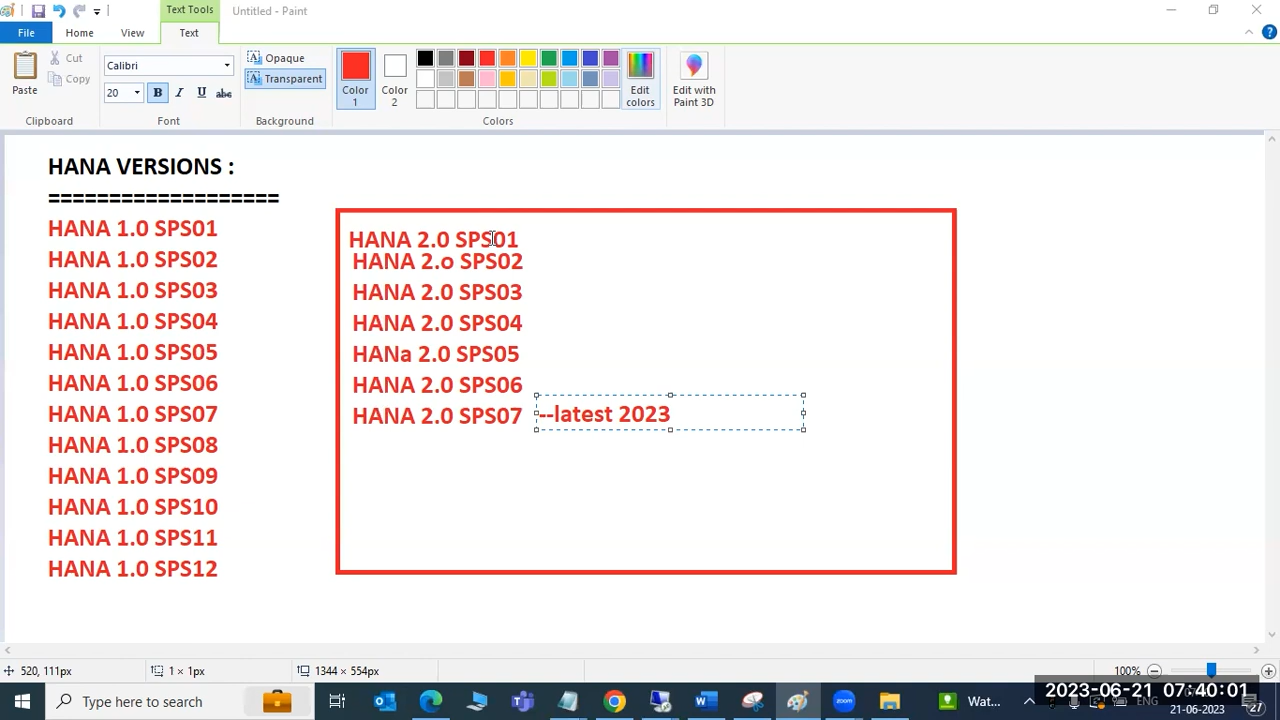 Text Tools
Untitled - Paint
File
Home
View
Text
Paste
Cut
Copy
Clipboard
Calibri
20
B
I
U
abc
Font
Opaque
Transparent
Background
Color 1
Color 2
Edit colors
Colors
Edit with Paint 3D
HANA VERSIONS :
===================
HANA 1.0 SPS01
HANA 1.0 SPS02
HANA 1.0 SPS03
HANA 1.0 SPS04
HANA 1.0 SPS05
HANA 1.0 SPS06
HANA 1.0 SPS07
HANA 1.0 SPS08
HANA 1.0 SPS09
HANA 1.0 SPS10
HANA 1.0 SPS11
HANA 1.0 SPS12
HANA 2.0 SPS01
HANA 2.o SPS02
HANA 2.0 SPS03
HANA 2.0 SPS04
HANa 2.0 SPS05
HANA 2.0 SPS06
HANA 2.0 SPS07 --latest 2023
520, 111px
1 × 1px
1344 × 554px
100%
Type here to search
zoom
Wat...
ENG
2023-06-21 07:40:01
21-06-2023
27